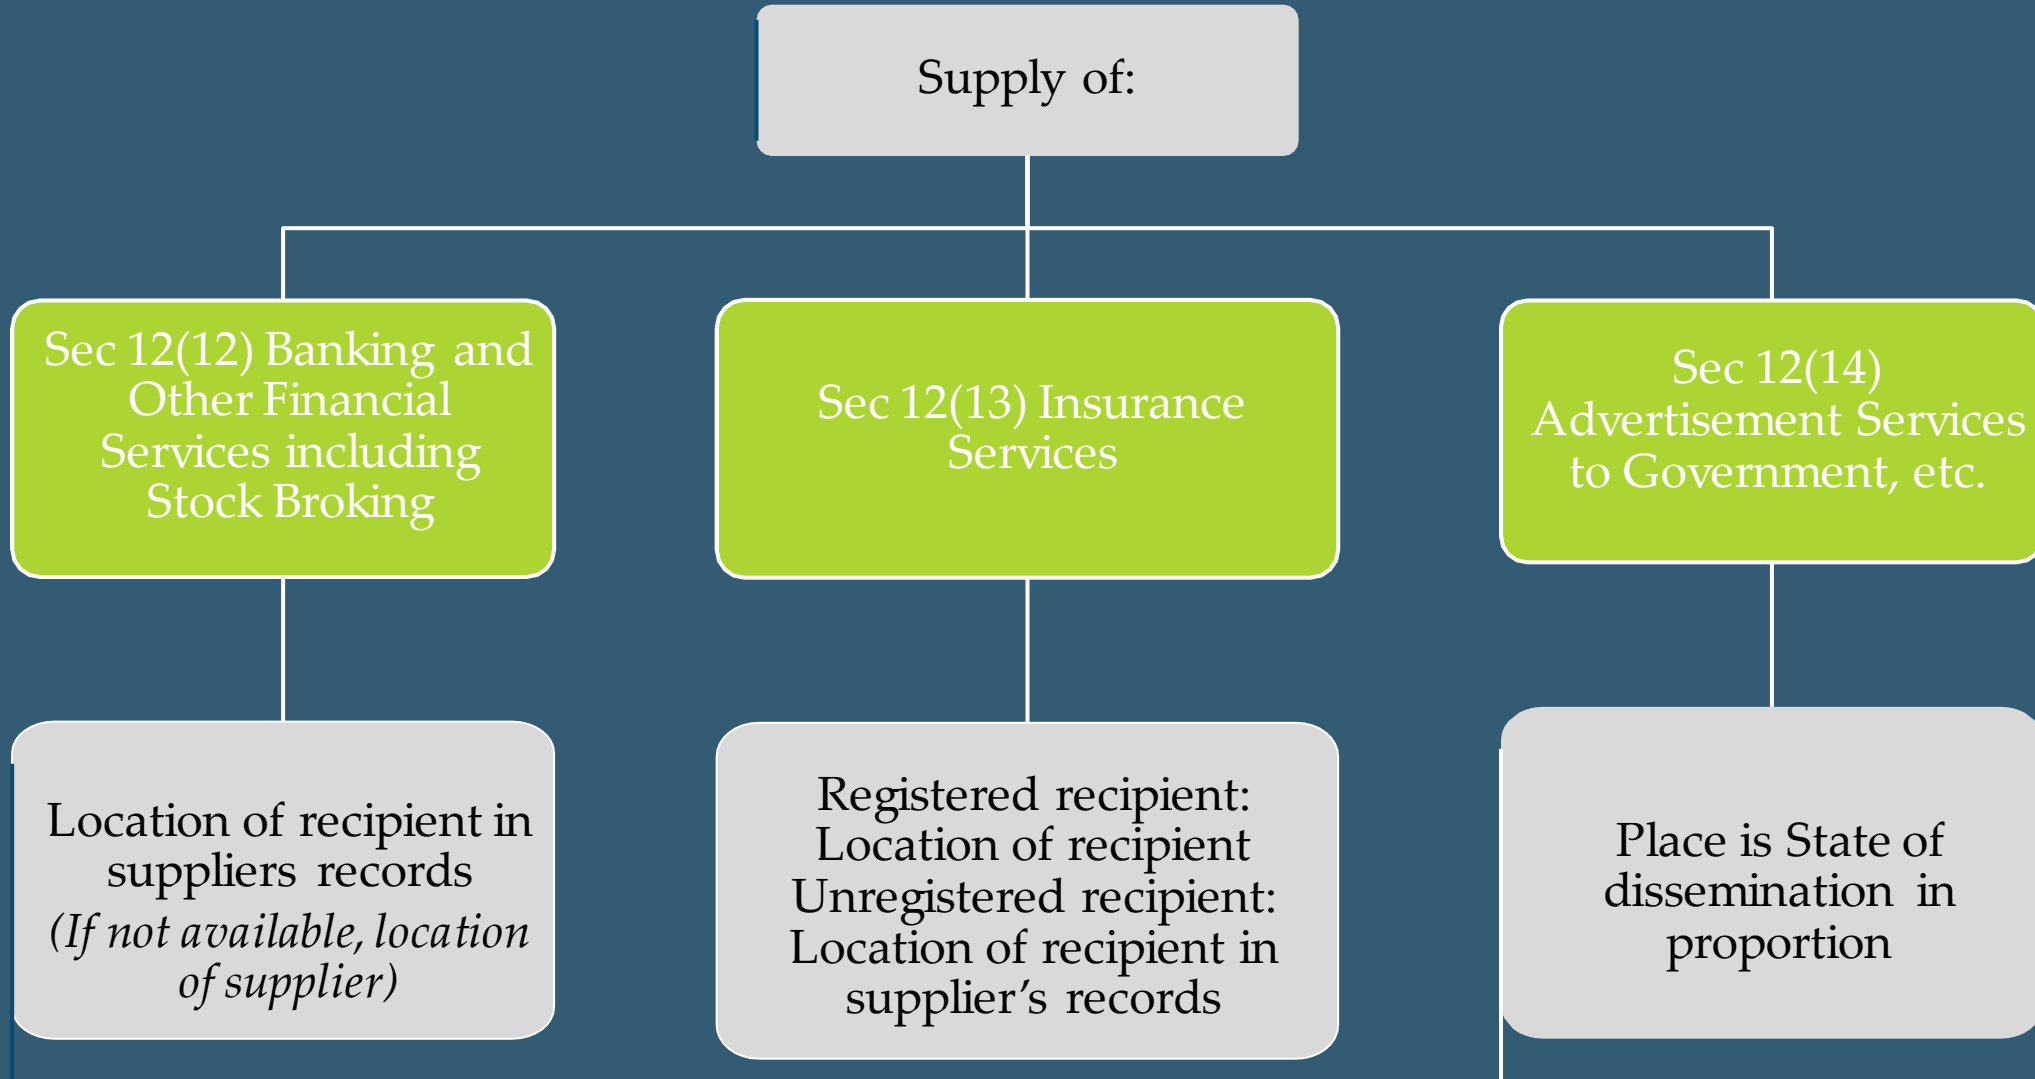 Supply of:
Sec 12(12) Banking and
Other Financial
Services including
Stock Broking
Sec 12(13) Insurance
Services
Sec 12(14)
Advertisement Services
to Government, etc.
Location of recipient in
suppliers records
(If not available, location
of supplier)
Registered recipient:
Location of recipient
Unregistered recipient:
Location of recipient in
supplier’s records
Place is State of
dissemination in
proportion